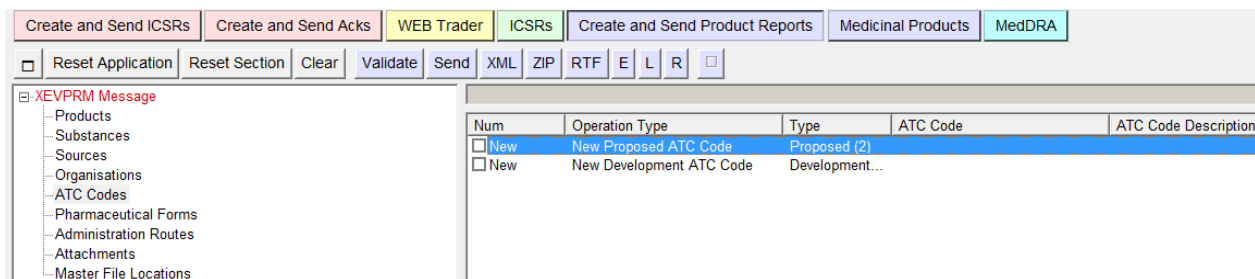 Create and Send ICSRs Create and Send Acks WEB Trader ICSRs Create and Send Product Reports Medicinal Products MedDRA
Reset Application Reset Section Clear Validate Send XML ZIP RTF E L R
XEVPRM Message
Products
Substances
Sources
Organisations
ATC Codes
Pharmaceutical Forms
Administration Routes
Attachments
Master File Locations
Num Operation Type Type ATC Code ATC Code Description
New New Proposed ATC Code Proposed (2)
New New Development ATC Code Development...